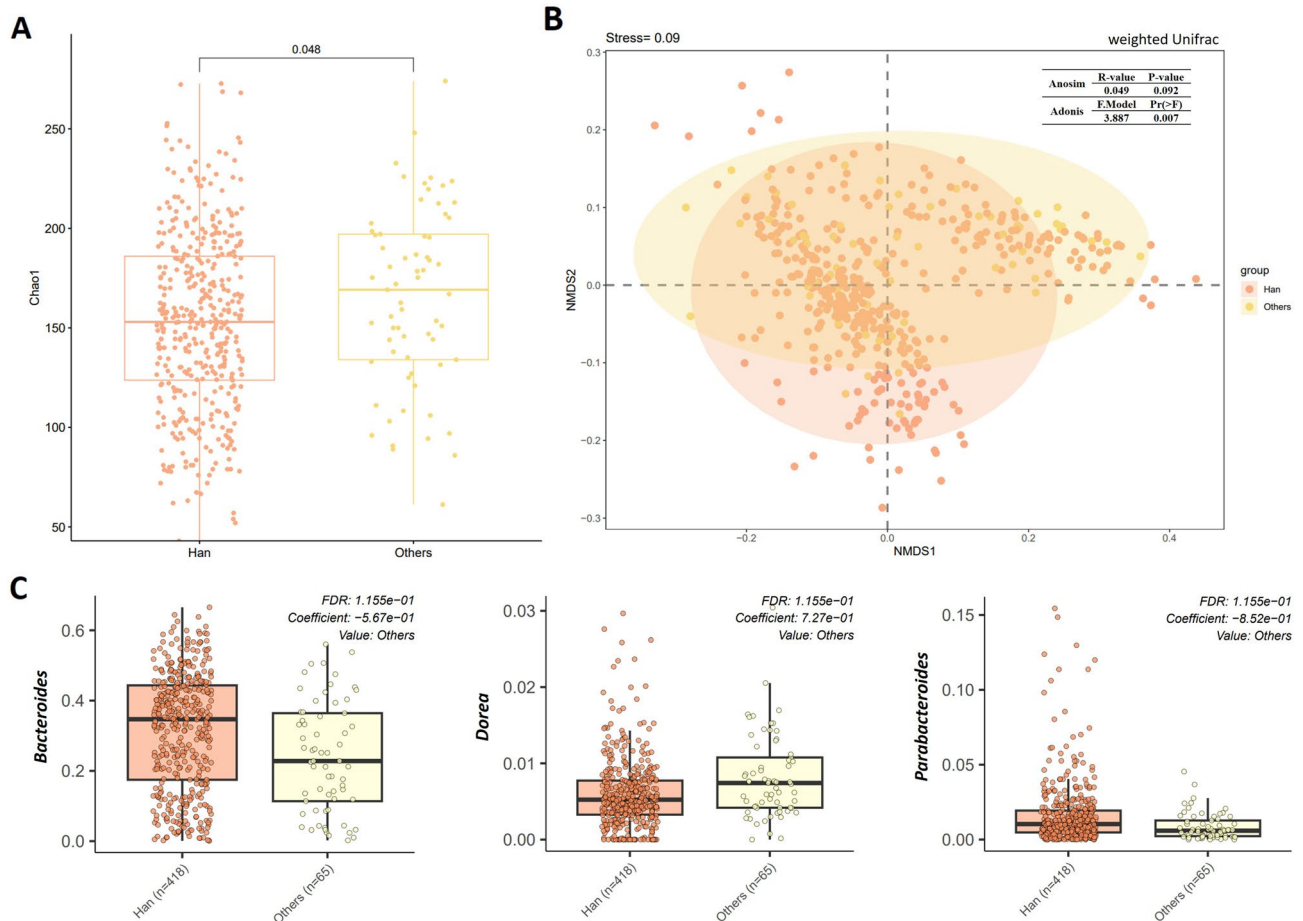 A
0.048
250
200
150
100
50
Chao1
Han
Others
B
Stress= 0.09
weighted Unifrac
Anosim R-value P-value
0.049 0.092
Adonis F.Model Pr(>F)
3.887 0.007
0.3
0.2
0.1
0.0
−0.1
−0.2
−0.3
NMDS2
−0.2 0.0 0.2 0.4
NMDS1
group
Han
Others
C
FDR: 1.155e−01
Coefficient: −5.67e−01
Value: Others
0.6
0.4
0.2
0.0
Bacteroides
Han (n=418)
Others (n=65)
FDR: 1.155e−01
Coefficient: 7.27e−01
Value: Others
0.03
0.02
0.01
0.00
Dorea
Han (n=418)
Others (n=65)
FDR: 1.155e−01
Coefficient: −8.52e−01
Value: Others
0.15
0.10
0.05
0.00
Parabacteroides
Han (n=418)
Others (n=65)